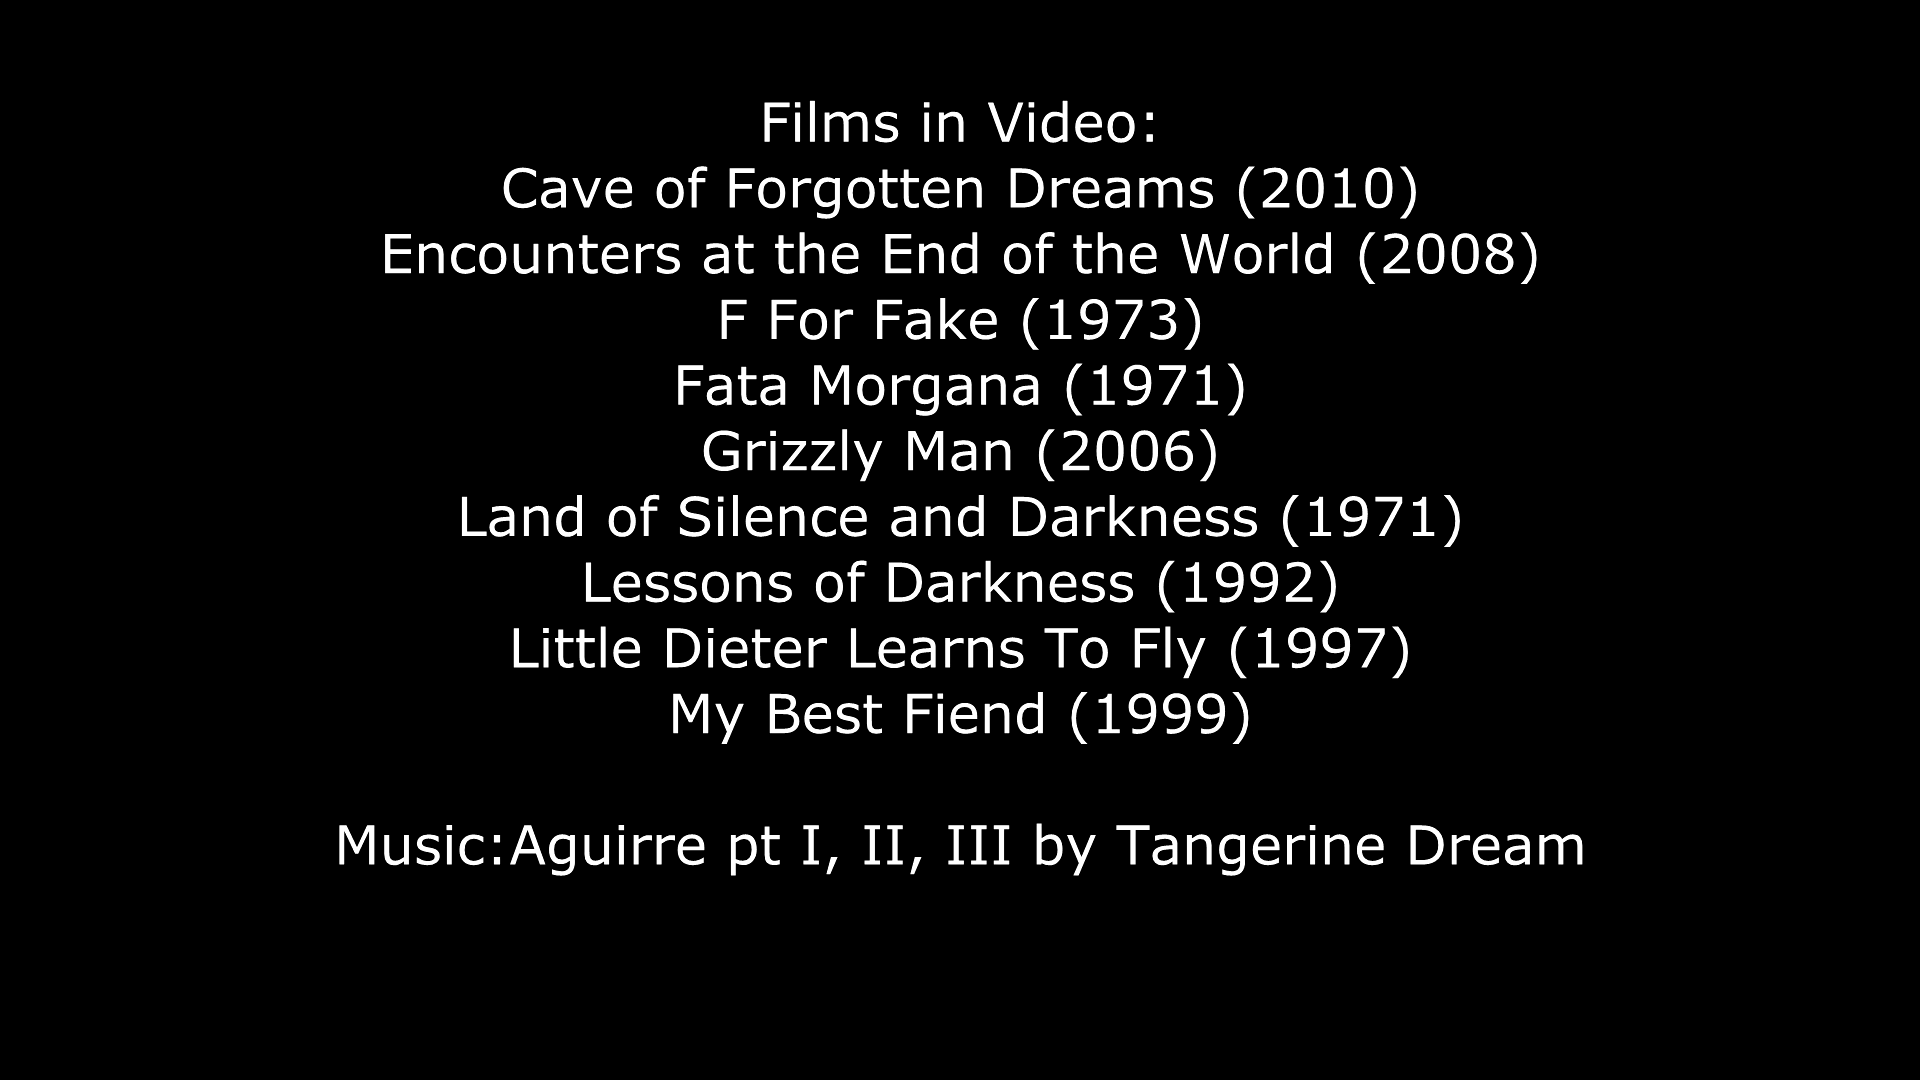 Films in Video:
Cave of Forgotten Dreams (2010)
Encounters at the End of the World (2008)
F For Fake (1973)
Fata Morgana (1971)
Grizzly Man (2006)
Land of Silence and Darkness (1971)
Lessons of Darkness (1992)
Little Dieter Learns To Fly (1997)
My Best Fiend (1999)
Music:Aguirre pt I, II, III by Tangerine Dream